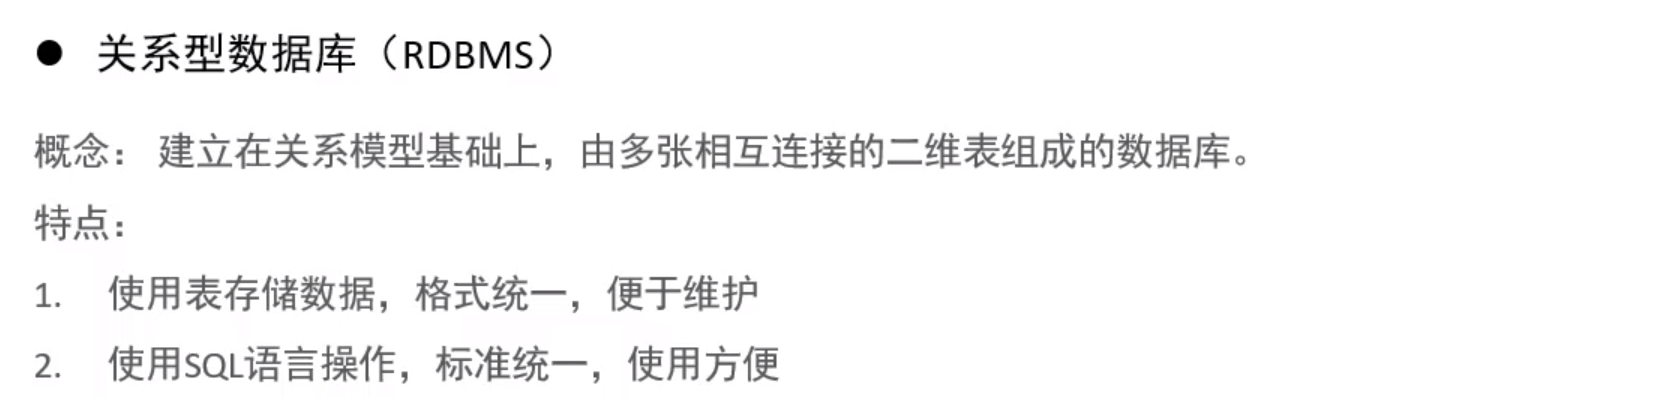 ● 关系型数据库（RDBMS）
概念： 建立在关系模型基础上，由多张相互连接的二维表组成的数据库。
特点：
1. 使用表存储数据，格式统一，便于维护
2. 使用SQL语言操作，标准统一，使用方便